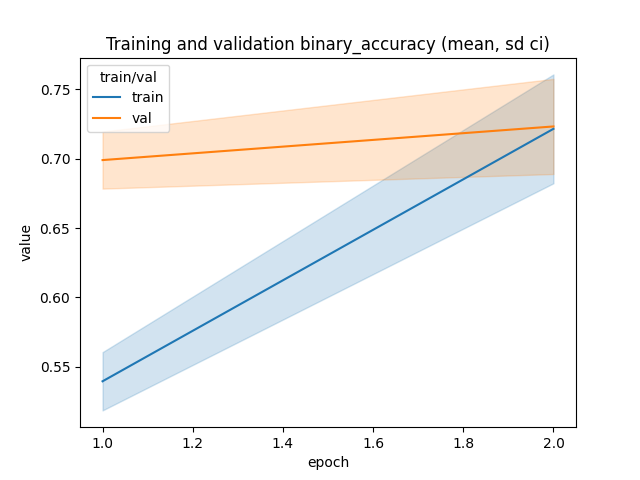 Training and validation binary_accuracy (mean, sd ci)
train/val
train
val
value
0.75
0.70
0.65
0.60
0.55
1.0 1.2 1.4 1.6 1.8 2.0
epoch